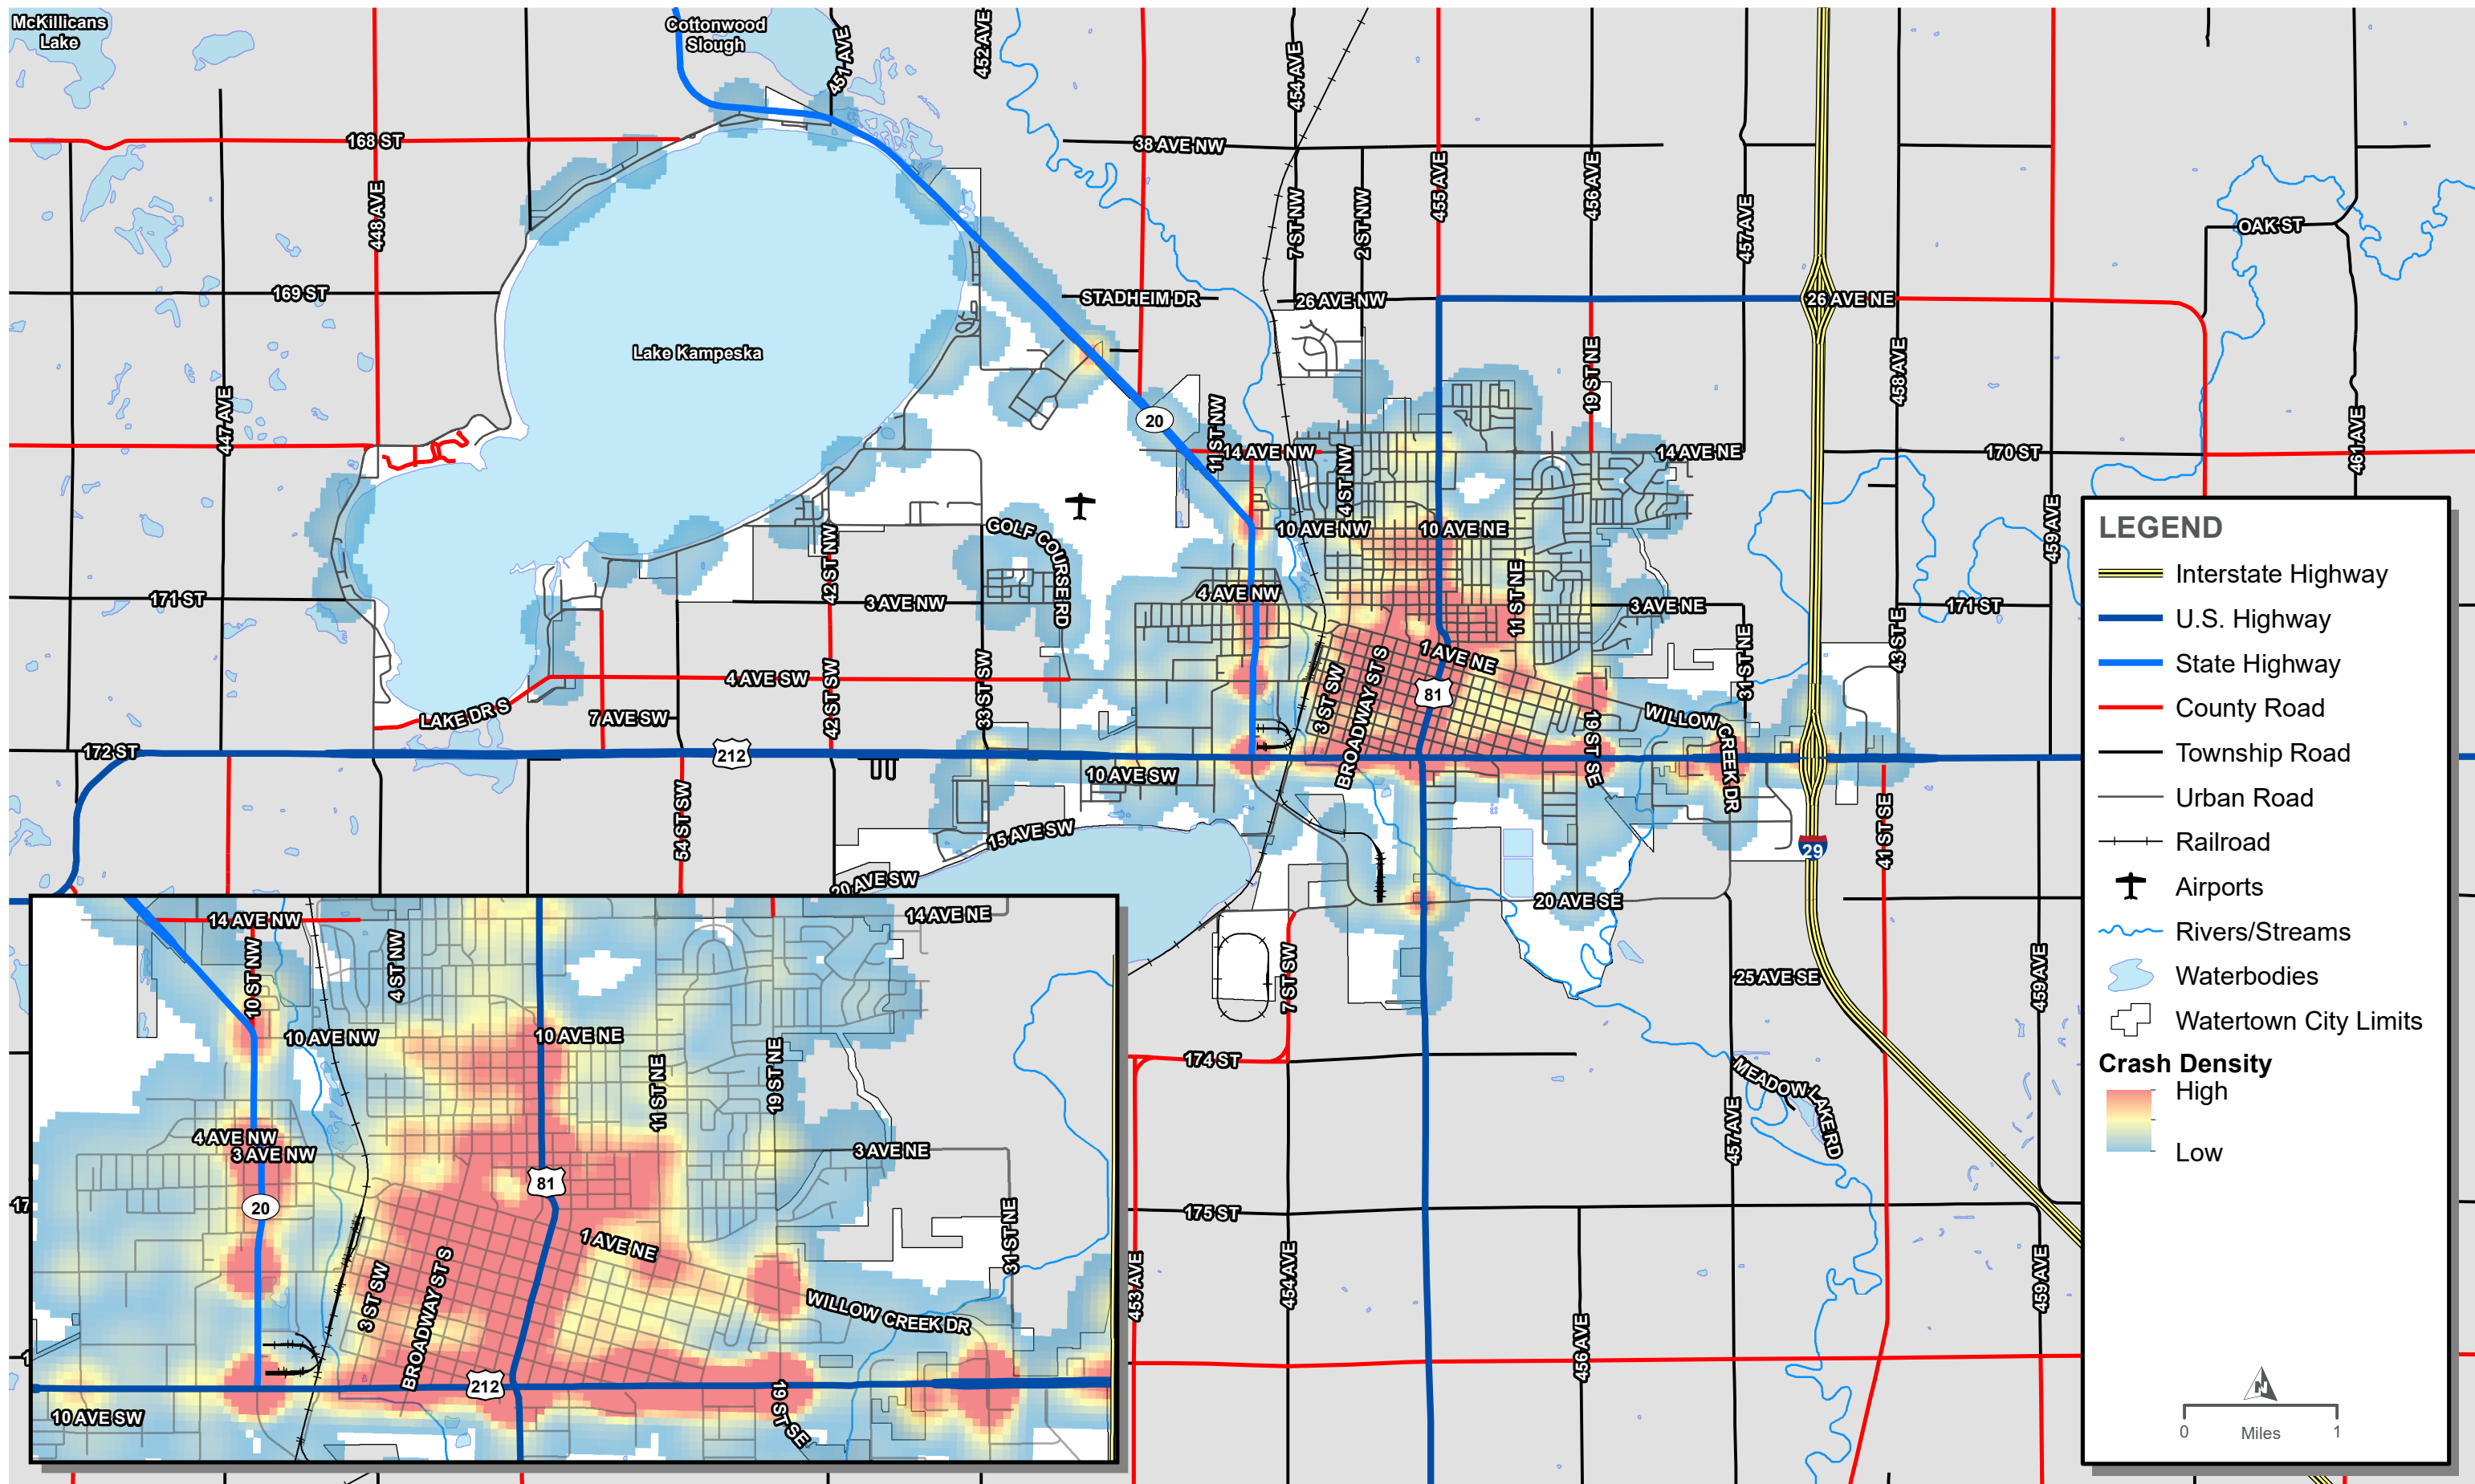 McKillicans
Lake
Cottonwood
Slough
451 AVE
452 AVE
454 AVE
168 ST
38 AVE NW
448 AVE
7 ST NW
2 ST NW
455 AVE
456 AVE
457 AVE
OAK ST
169 ST
STADHEIM DR
26 AVE NW
26 AVE NE
Lake Kampeska
447 AVE
19 ST NE
458 AVE
461 AVE
20
11 ST NW
14 AVE NW
4 ST NW
14 AVE NE
170 ST
GOLF COURSE RD
10 AVE NW
10 AVE NE
459 AVE
42 ST NW
171 ST
3 AVE NW
4 AVE NW
11 ST NE
3 AVE NE
171 ST
43 ST E
1 AVE NE
31 ST NE
4 AVE SW
42 ST SW
33 ST SW
3 ST SW
BROADWAY ST S
81
LAKE DR S
7 AVE SW
WILLOW CREEK DR
19 ST SE
172 ST
212
10 AVE SW
54 ST SW
15 AVE SW
29
41 ST SE
20 AVE SW
20 AVE SE
25 AVE SE
7 ST SW
459 AVE
174 ST
MEADOW LAKE RD
457 AVE
175 ST
453 AVE
454 AVE
456 AVE
459 AVE
14 AVE NW
14 AVE NE
10 ST NW
4 ST NW
10 AVE NW
10 AVE NE
11 ST NE
19 ST NE
4 AVE NW
3 AVE NW
3 AVE NE
81
20
1 AVE NE
31 ST NE
3 ST SW
BROADWAY ST S
WILLOW CREEK DR
212
10 AVE SW
19 ST SE
LEGEND
Interstate Highway
U.S. Highway
State Highway
County Road
Township Road
Urban Road
Railroad
Airports
Rivers/Streams
Waterbodies
Watertown City Limits
Crash Density
High
Low
N
0 Miles 1